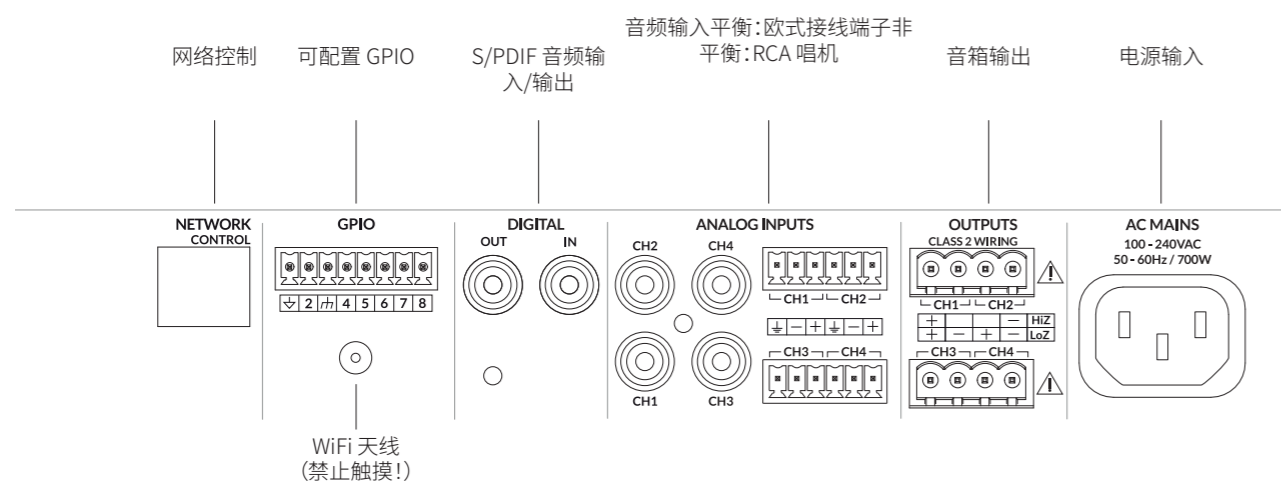 网络控制
可配置 GPIO
S/PDIF 音频输
入/输出
音频输入平衡：欧式接线端子非
平衡：RCA 唱机
音箱输出
电源输入
NETWORK
CONTROL
GPIO
2 4 5 6 7 8
DIGITAL
OUT IN
ANALOG INPUTS
CH2 CH4
CH1 CH2
- + - +
CH3 CH4
CH1 CH3
OUTPUTS
CLASS 2 WIRING
CH1 CH2
+ - HiZ
+ - + - LoZ
CH3 CH4
AC MAINS
100 - 240VAC
50 - 60Hz / 700W
WiFi 天线
（禁止触摸！）